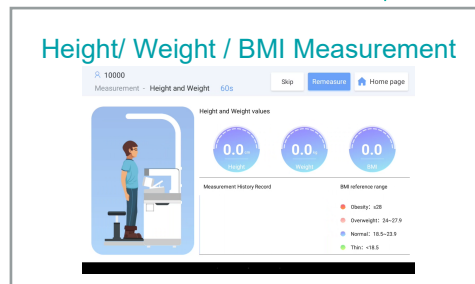 Height/ Weight / BMI Measurement
10000
Measurement - Height and Weight 60s
Skip Remeasure Home page
Height and Weight values
0.0 0.0 0.0
Height Weight BMI
Measurement History Record BMI reference range
Obesity: ≥28
Overweight: 24~27.9
Normal: 18.5~23.9
Thin: <18.5